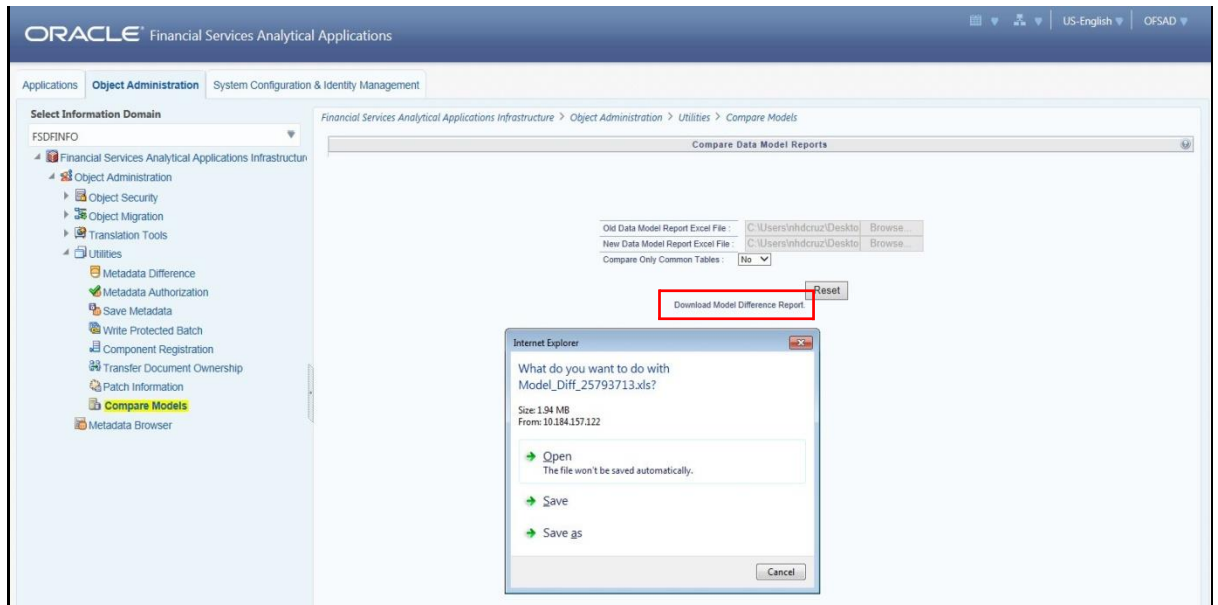 ORACLE® Financial Services Analytical Applications
US-English
OFSAD
Applications
Object Administration
System Configuration & Identity Management
Select Information Domain
FSDFINFO
Financial Services Analytical Applications Infrastructur
Object Administration
Object Security
Object Migration
Translation Tools
Utilities
Metadata Difference
Metadata Authorization
Save Metadata
Write Protected Batch
Component Registration
Transfer Document Ownership
Patch Information
Compare Models
Metadata Browser
Financial Services Analytical Applications Infrastructure > Object Administration > Utilities > Compare Models
Compare Data Model Reports
Old Data Model Report Excel File : C:\Users\nhdcruz\Deskto Browse...
New Data Model Report Excel File : C:\Users\nhdcruz\Deskto Browse...
Compare Only Common Tables : No
Reset
Download Model Difference Report.
Internet Explorer
What do you want to do with
Model_Diff_25793713.xls?
Size: 1.94 MB
From: 10.184.157.122
Open
The file won't be saved automatically.
Save
Save as
Cancel